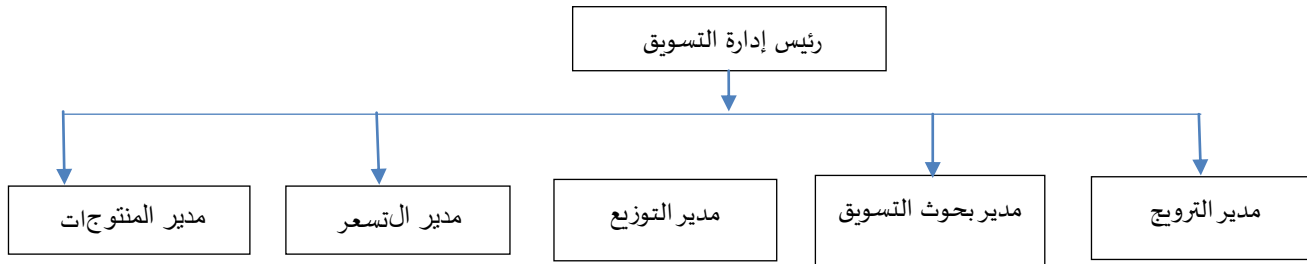 رئيس إدارة التسويق
مدير الترويج
مدير بحوث التسويق
مدير التوزيع
مدير التسعر
مدير المنتوجات